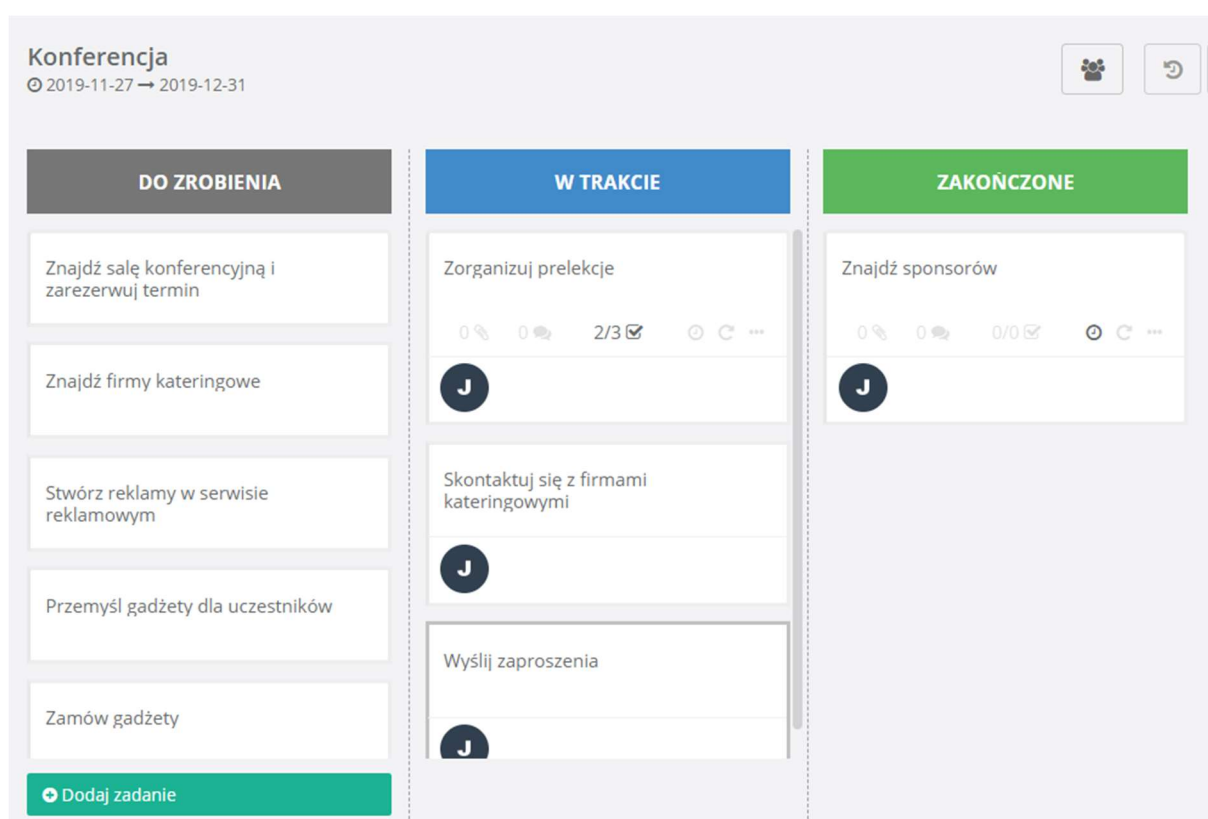 Konferencja
2019-11-27 → 2019-12-31
DO ZROBIENIA
Znajdź salę konferencyjną i
zarezerwuj termin
Znajdź firmy kateringowe
Stwórz reklamy w serwisie
reklamowym
Przemyśl gadżety dla uczestników
Zamów gadżety
Dodaj zadanie
W TRAKCIE
Zorganizuj prelekcje
0 0 2/3
J
Skontaktuj się z firmami
kateringowymi
J
Wyślij zaproszenia
J
ZAKOŃCZONE
Znajdź sponsorów
0 0 0/0
J